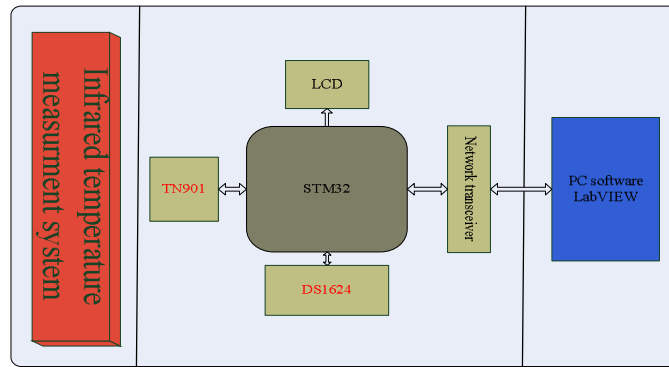 Infrared temperature
measurment system
LCD
TN901
STM32
Network transceiver
PC software
LabVIEW
DS1624